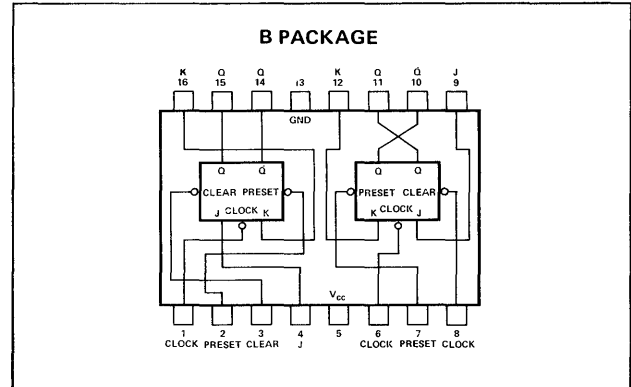 B PACKAGE
K Q Q K Q Q̄ J
16 15 14 13 12 11 10 9
GND
Q Q Q Q
CLEAR PRESET PRESET CLEAR
J CLOCK K K CLOCK J
VCC
1 2 3 4 5 6 7 8
CLOCK PRESET CLEAR J CLOCK PRESET CLOCK